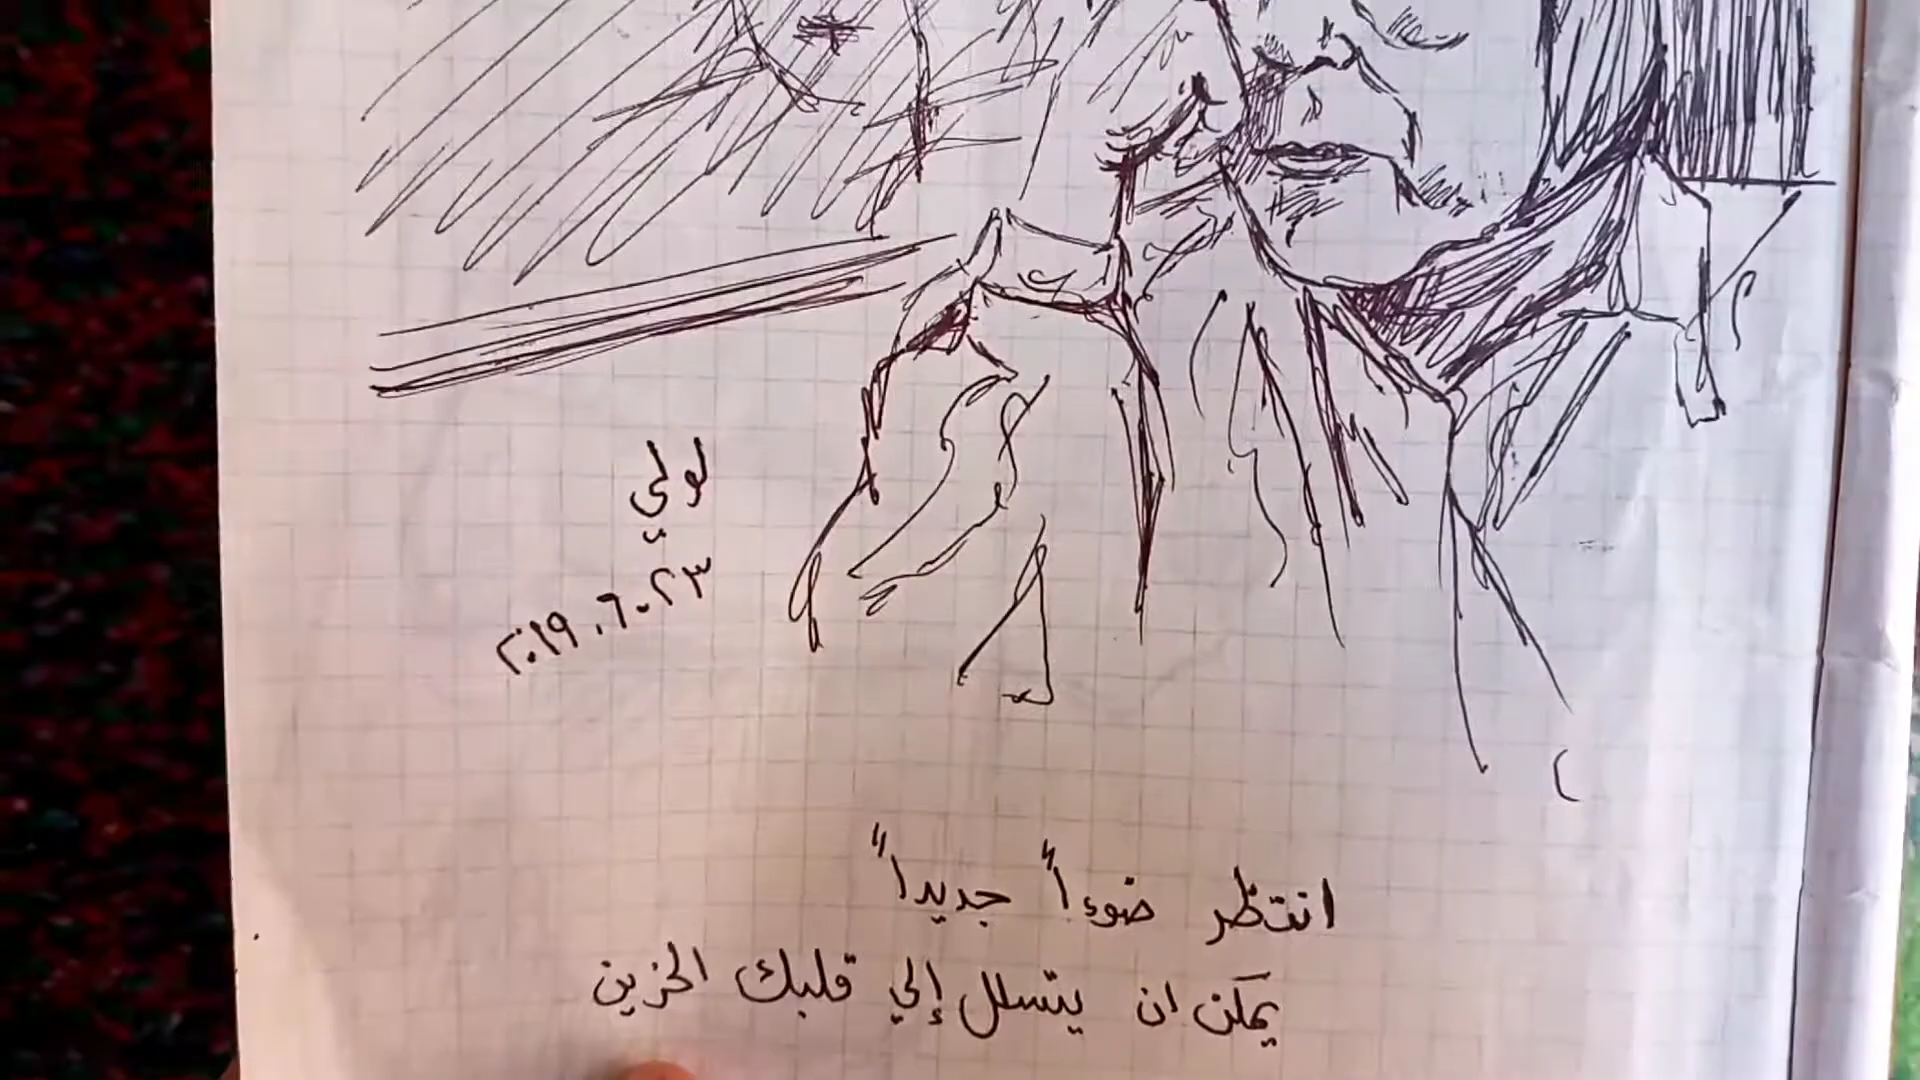 لولي
٢٠١٩.٦.٢٣
انتظر ضوءاً جديداً
يمكن ان يتسلل إلي قلبك الحزين